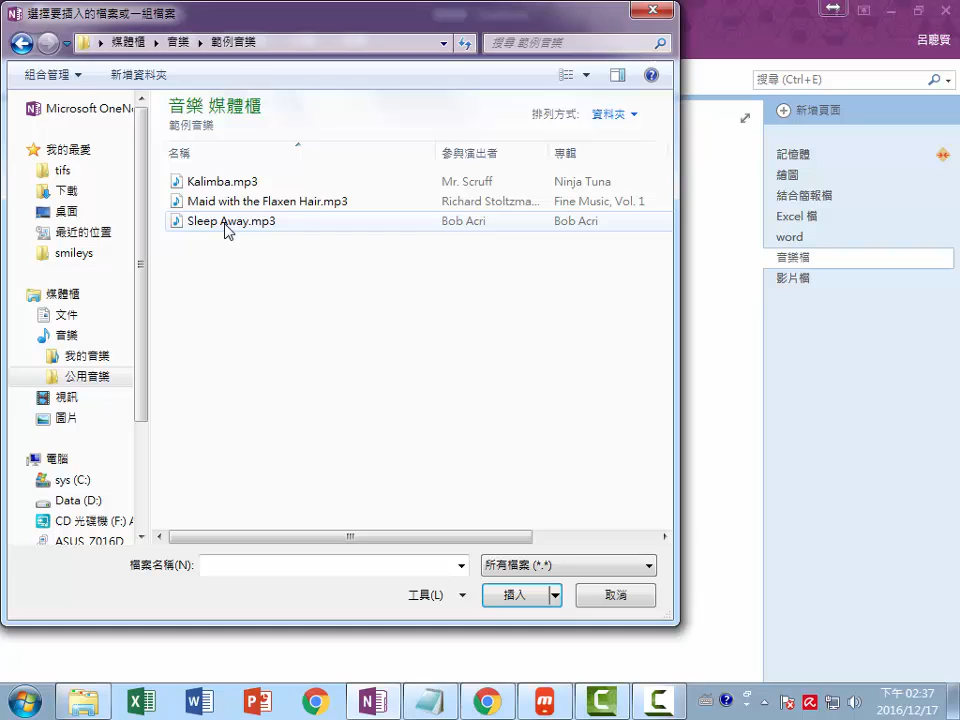 選擇要插入的檔案或一組檔案
呂聰賢
媒體櫃 音樂 範例音樂
搜尋 範例音樂
搜尋 (Ctrl+E)
組合管理 新增資料夾
新增頁面
Microsoft OneN
音樂 媒體櫃
範例音樂
排列方式: 資料夾
名稱 參與演出者 專輯
Kalimba.mp3 Mr. Scruff Ninja Tuna
Maid with the Flaxen Hair.mp3 Richard Stoltzma... Fine Music, Vol. 1
Sleep Away.mp3 Bob Acri Bob Acri
我的最愛
tifs
下載
桌面
最近的位置
smileys
媒體櫃
文件
音樂
我的音樂
公用音樂
視訊
圖片
電腦
sys (C:)
Data (D:)
CD 光碟機 (F:) A
ASUS_Z016D
記憶體
繪圖
結合簡報檔
Excel 檔
word
音樂檔
影片檔
檔案名稱(N):
所有檔案 (*.*)
工具(L) 插入 取消
下午 02:37
2016/12/17